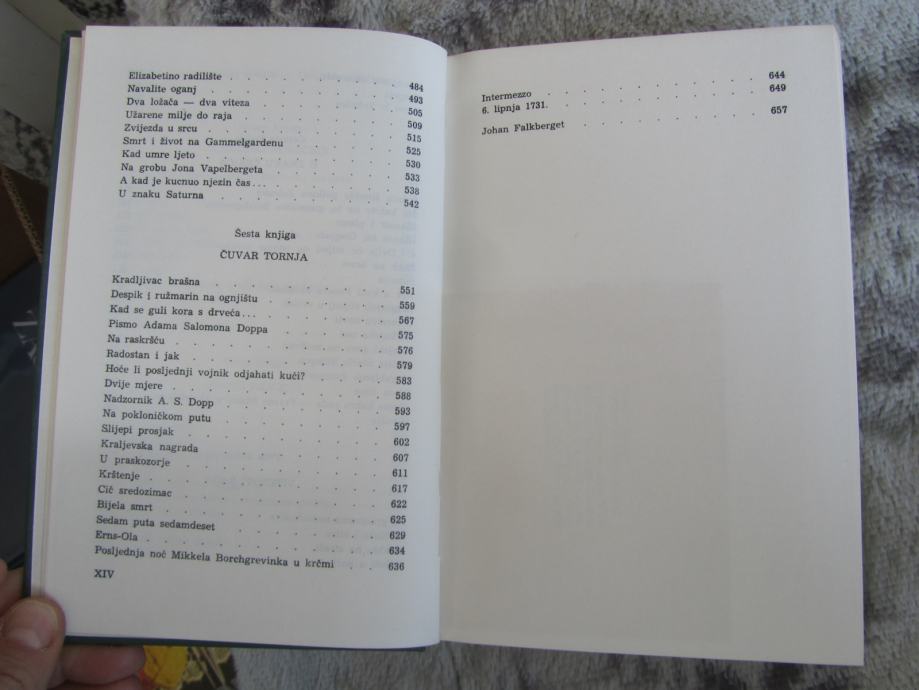 Elizabetino radilište . . . . . . . . . . 484
Navalite oganj . . . . . . . . . . 493
Dva ložača — dva viteza . . . . . . . . 505
Užarene milje do raja . . . . . . . . 509
Zvijezda u srcu . . . . . . . . . . 515
Smrt i život na Gammelgardenu . . . . . . 525
Kad umre ljeto . . . . . . . . . . 530
Na grobu Jona Vapelbergeta . . . . . . . 533
A kad je kucnuo njezin čas... . . . . . . . 538
U znaku Saturna . . . . . . . . . . 542
Šesta knjiga
ČUVAR TORNJA
Kradljivac brašna . . . . . . . . . . 551
Despik i ružmarin na ognjištu . . . . . . . 559
Kad se guli kora s drveća... . . . . . . . 567
Pismo Adama Salomona Doppa . . . . . . . 575
Na raskršću . . . . . . . . . . 576
Radostan i jak . . . . . . . . . . 579
Hoće li posljednji vojnik odjahati kući? . . . . 583
Dvije mjere . . . . . . . . . . 588
Nadzornik A. S. Dopp . . . . . . . . 593
Na pokloničkom putu . . . . . . . . 597
Slijepi prosjak . . . . . . . . . . 602
Kraljevska nagrada . . . . . . . . . 607
U praskozorje . . . . . . . . . . 611
Krštenje . . . . . . . . . . 617
Cič sredozimac . . . . . . . . . . 622
Bijela smrt . . . . . . . . . . 625
Sedam puta sedamdeset . . . . . . . . 629
Erns-Ola . . . . . . . . . . 634
Posljednja noć Mikkela Borchgrevinka u krčmi . . 636
XIV
Intermezzo . . . . . . . . . . 644
6. lipnja 1731. . . . . . . . . . . 649
Johan Falkberget . . . . . . . . . . 657